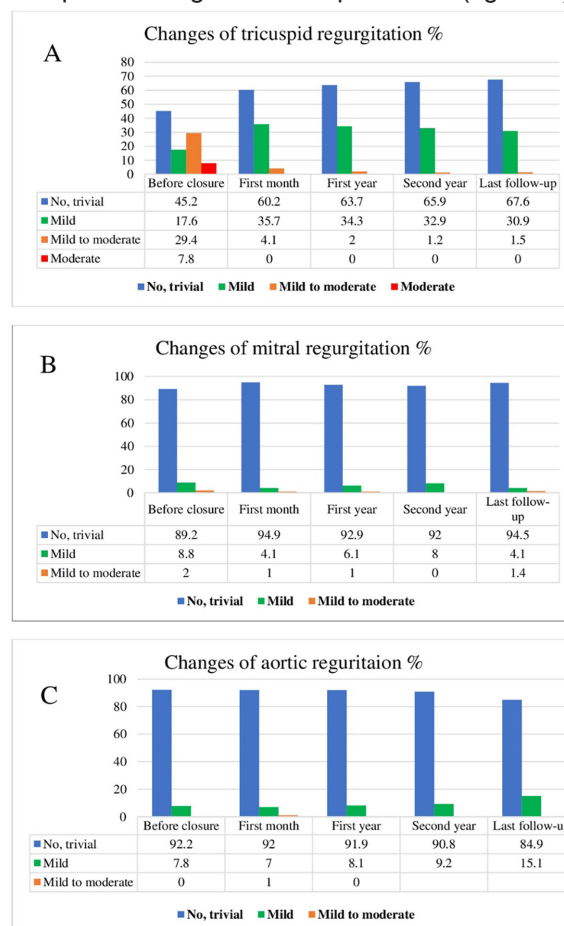 Changes of tricuspid regurgitation %
A
80
70
60
50
40
30
20
10
0
Before closure First month First year Second year Last follow-up
No, trivial 45.2 60.2 63.7 65.9 67.6
Mild 17.6 35.7 34.3 32.9 30.9
Mild to moderate 29.4 4.1 2 1.2 1.5
Moderate 7.8 0 0 0 0
No, trivial Mild Mild to moderate Moderate
Changes of mitral regurgitation %
B
100
80
60
40
20
0
Before closure First month First year Second year Last follow-
up
No, trivial 89.2 94.9 92.9 92 94.5
Mild 8.8 4.1 6.1 8 4.1
Mild to moderate 2 1 1 0 1.4
No, trivial Mild Mild to moderate
Changes of aortic reguritaion %
C
100
80
60
40
20
0
Before closure First month First year Second year Last follow-u
No, trivial 92.2 92 91.9 90.8 84.9
Mild 7.8 7 8.1 9.2 15.1
Mild to moderate 0 1 0
No, trivial Mild Mild to moderate